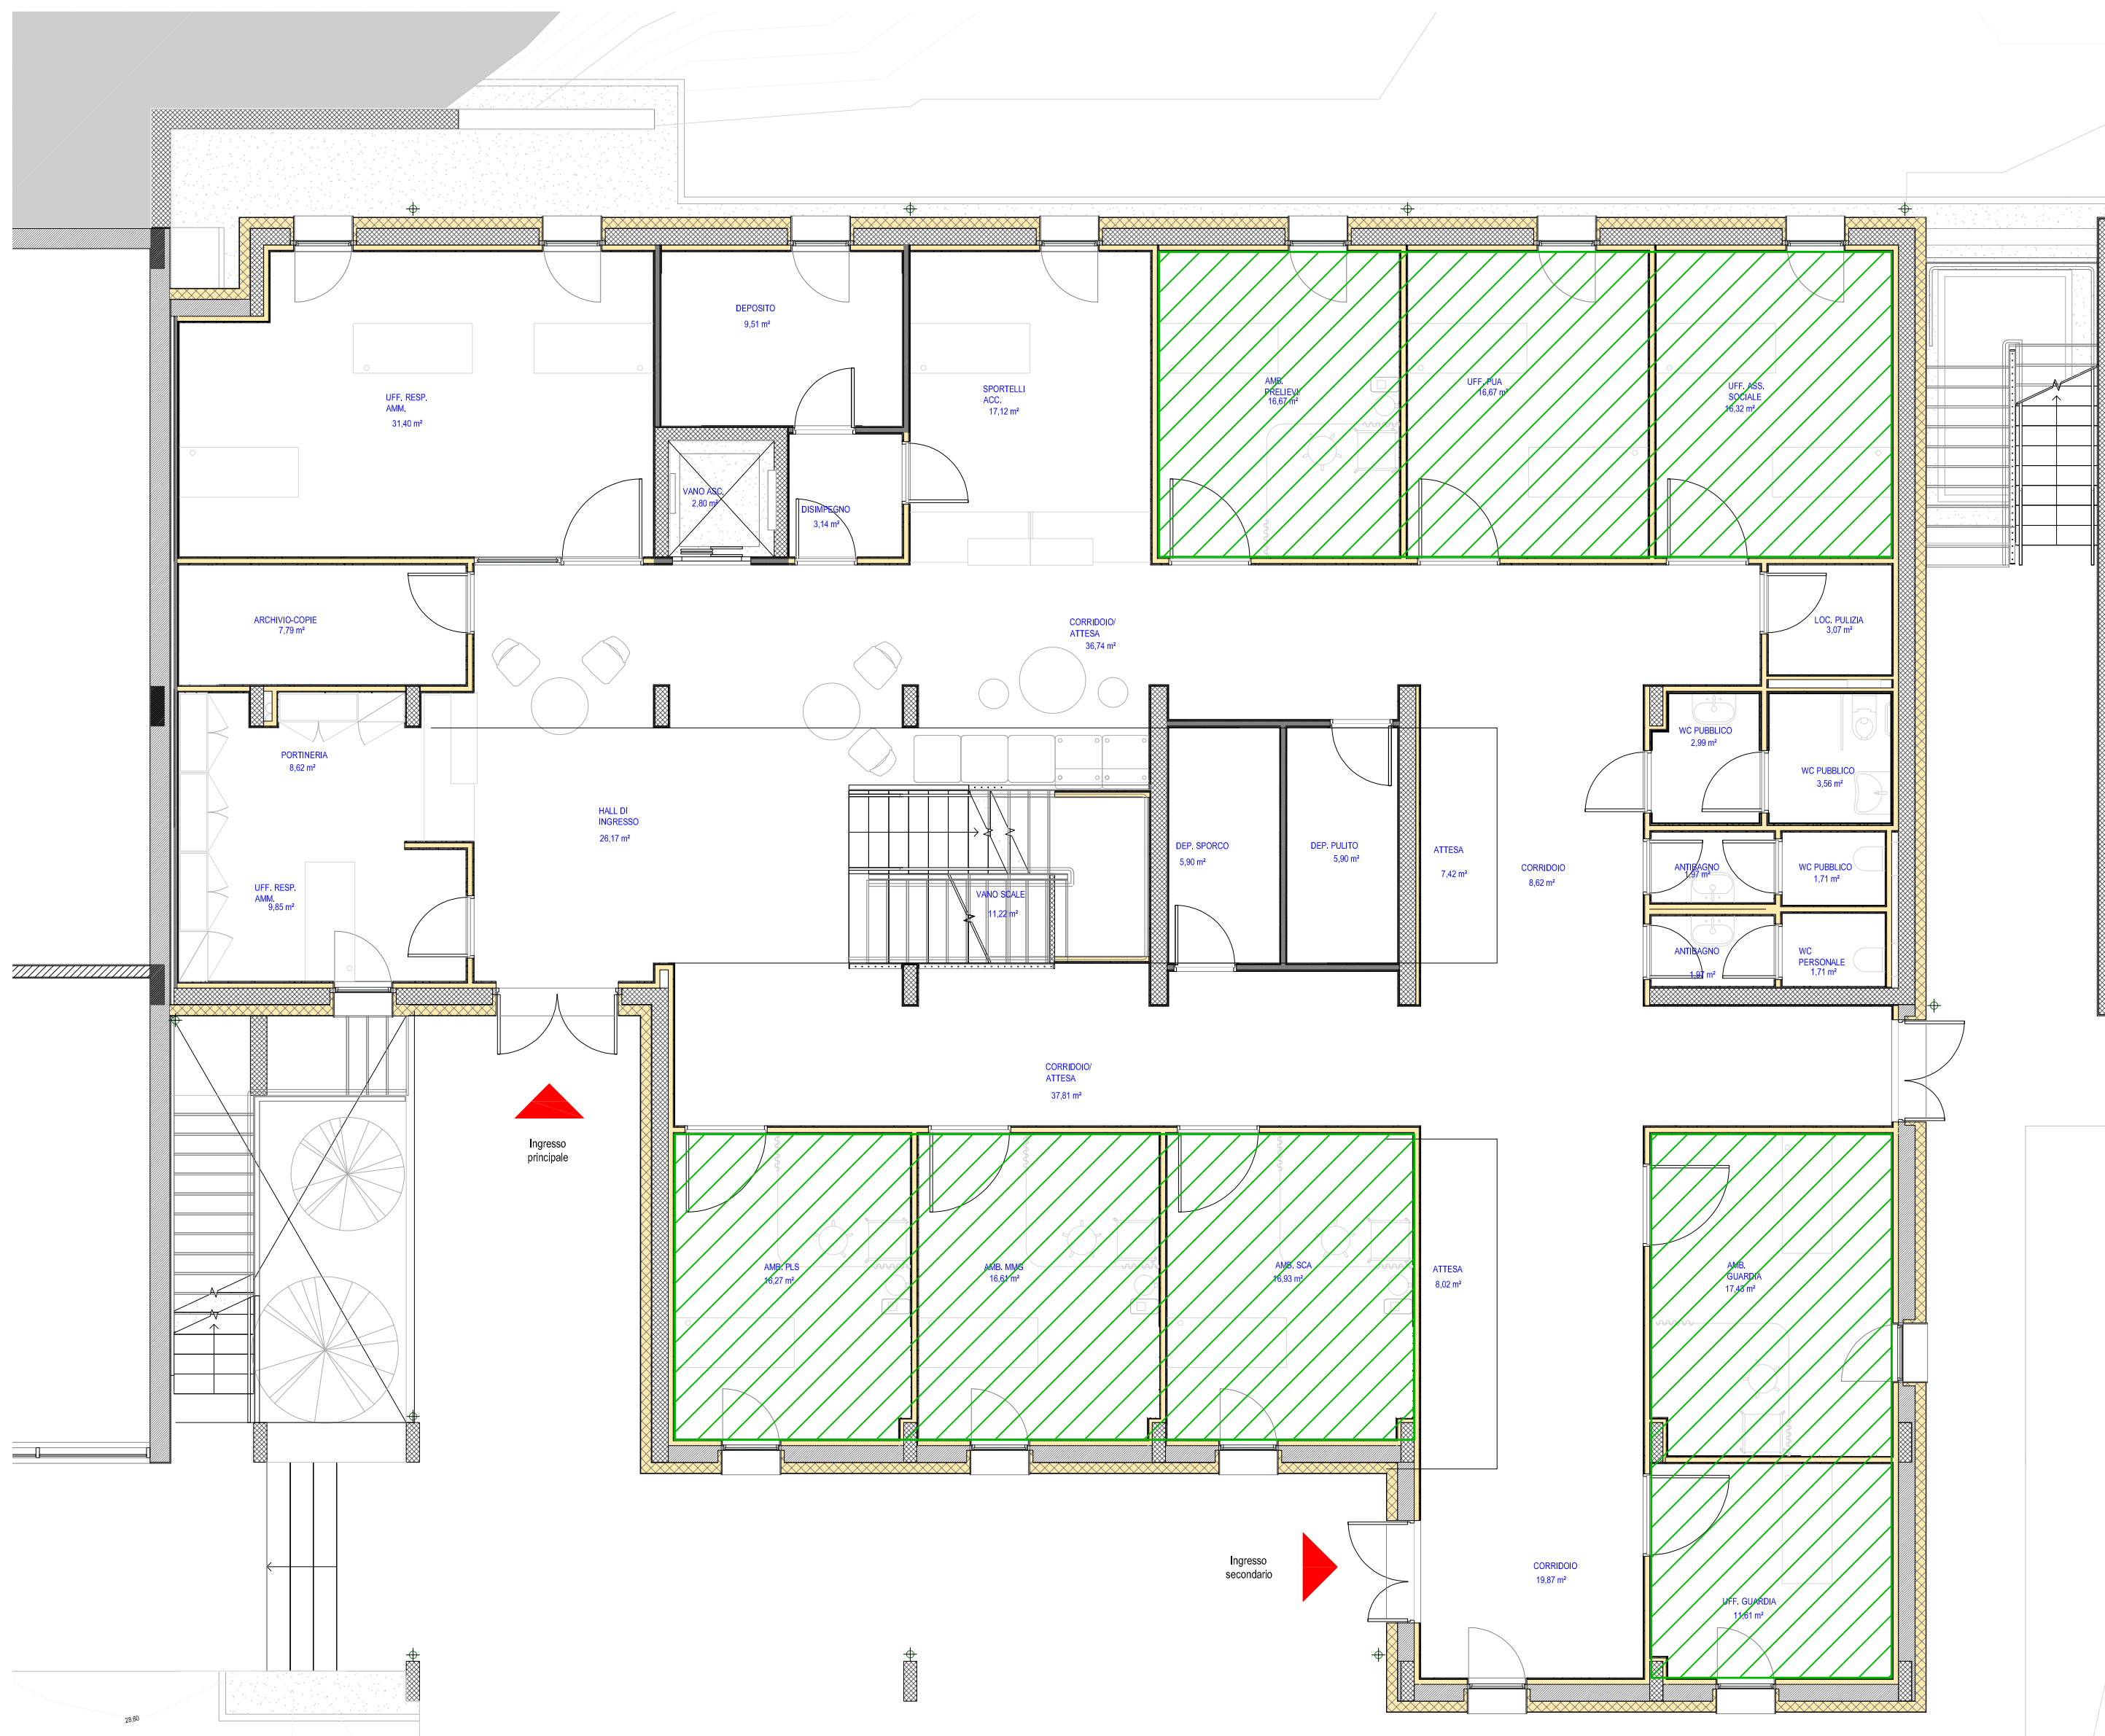 DEPOSITO
9,51 m²
UFF. RESP.
AMM.
31,40 m²
SPORTELLI
ACC.
17,12 m²
AMB.
PRELIEVI
16,67 m²
UFF. PUA
16,67 m²
UFF. ASS.
SOCIALE
16,32 m²
VANO ASC.
2,80 m²
DISIMPEGNO
3,14 m²
ARCHIVIO-COPIE
7,79 m²
CORRIDOIO/
ATTESA
36,74 m²
LOC. PULIZIA
3,07 m²
PORTINERIA
8,62 m²
WC PUBBLICO
2,99 m²
WC PUBBLICO
3,56 m²
HALL DI
INGRESSO
26,17 m²
DEP. SPORCO
5,90 m²
DEP. PULITO
5,90 m²
ATTESA
7,42 m²
CORRIDOIO
8,62 m²
ANTIBAGNO
1,97 m²
WC PUBBLICO
1,71 m²
UFF. RESP.
AMM.
9,85 m²
VANO SCALE
11,22 m²
ANTIBAGNO
1,97 m²
WC
PERSONALE
1,71 m²
CORRIDOIO/
ATTESA
37,81 m²
Ingresso
principale
AMB. PLS
16,27 m²
AMB. MMG
16,61 m²
AMB. SCA
16,93 m²
ATTESA
8,02 m²
AMB.
GUARDIA
17,43 m²
Ingresso
secondario
CORRIDOIO
19,87 m²
UFF. GUARDIA
11,61 m²
28,60